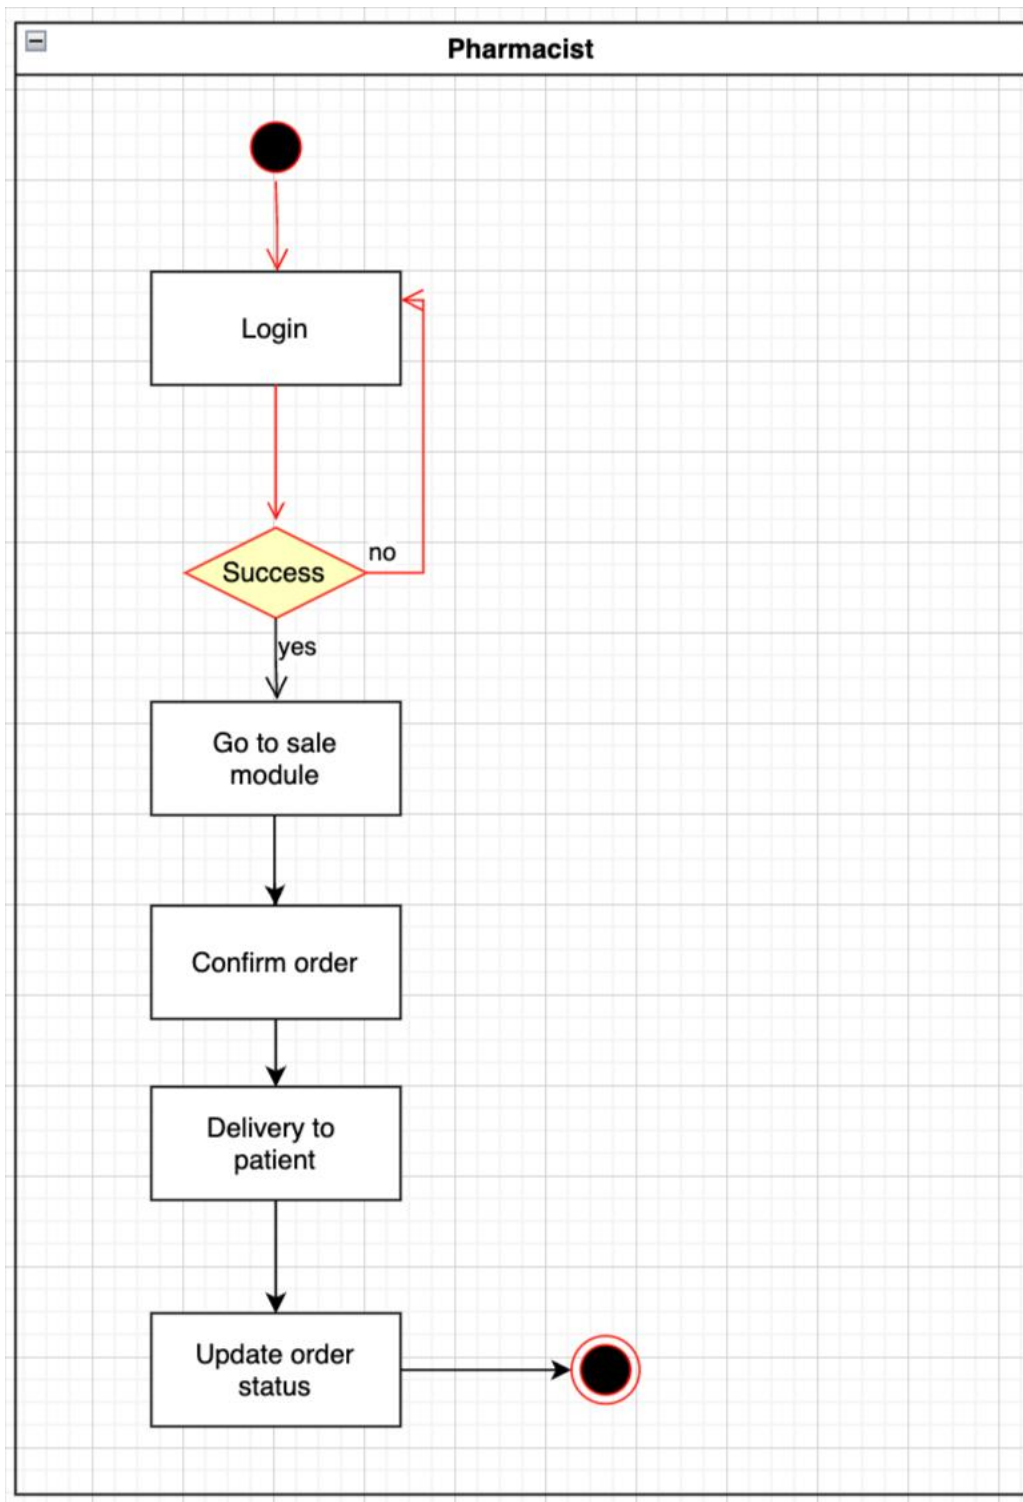 Pharmacist
Login
no
Success
yes
Go to sale
module
Confirm order
Delivery to
patient
Update order
status